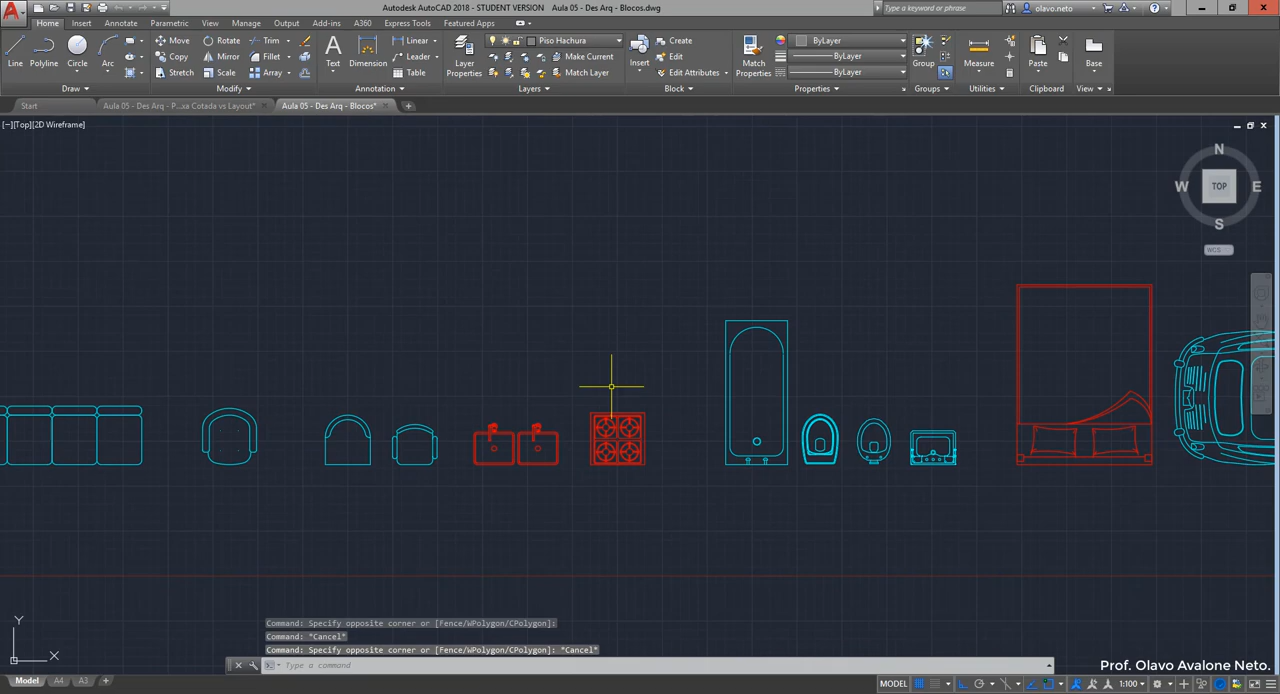 Autodesk AutoCAD 2018 - STUDENT VERSION Aula 05 - Des Arq - Blocos.dwg
Type a keyword or phrase
olavo.neto
Home Insert Annotate Parametric View Manage Output Add-ins A360 Express Tools Featured Apps
Line Polyline Circle Arc
Move Rotate Trim
Copy Mirror Fillet
Stretch Scale Array
Text Dimension
Linear
Leader
Table
Layer Properties
Piso Hachura
Make Current
Match Layer
Insert
Create
Edit
Edit Attributes
Match Properties
ByLayer
ByLayer
ByLayer
Group
Measure
Paste
Base
Draw Modify Annotation Layers Block Properties Groups Utilities Clipboard View
Start Aula 05 - Des Arq - P...xa Cotada vs Layout* Aula 05 - Des Arq - Blocos*
[−][Top][2D Wireframe]
N
W TOP E
S
WCS
Y
X
Command: Specify opposite corner or [Fence/WPolygon/CPolygon]:
Command: *Cancel*
Command: Specify opposite corner or [Fence/WPolygon/CPolygon]: *Cancel*
Type a command
Prof. Olavo Avalone Neto.
Model A4 A3
MODEL 1:100